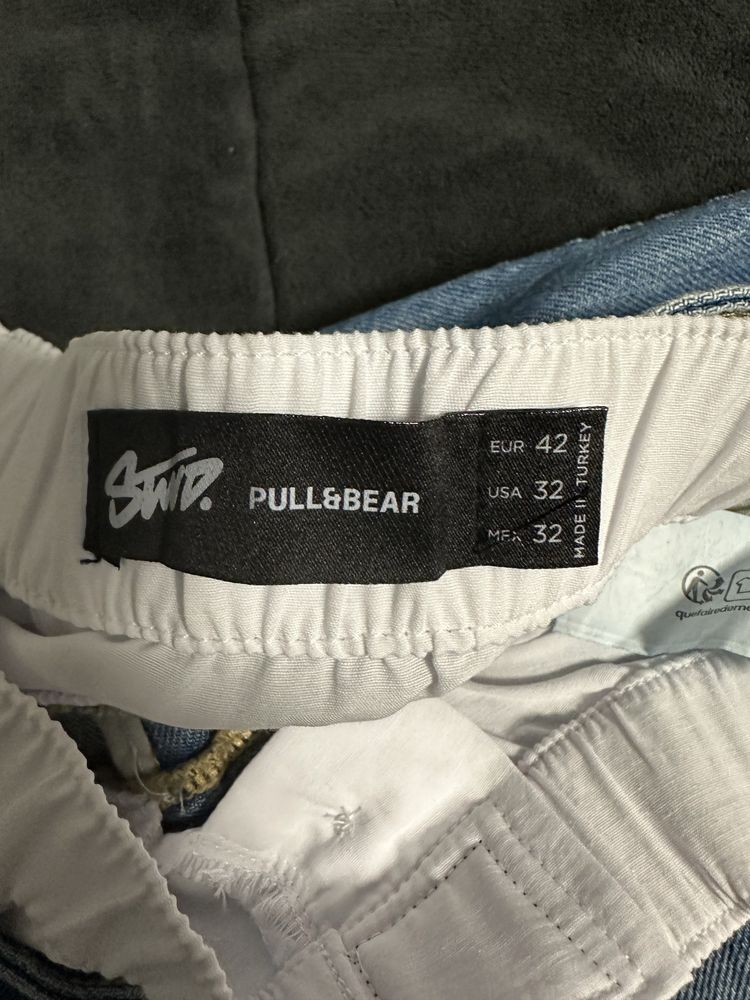 STWD.
PULL&BEAR
EUR 42
USA 32
MEX 32
MADE IN TURKEY